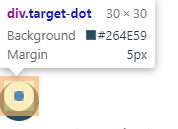 div.target-dot 30 × 30
Background #264E59
Margin 5px